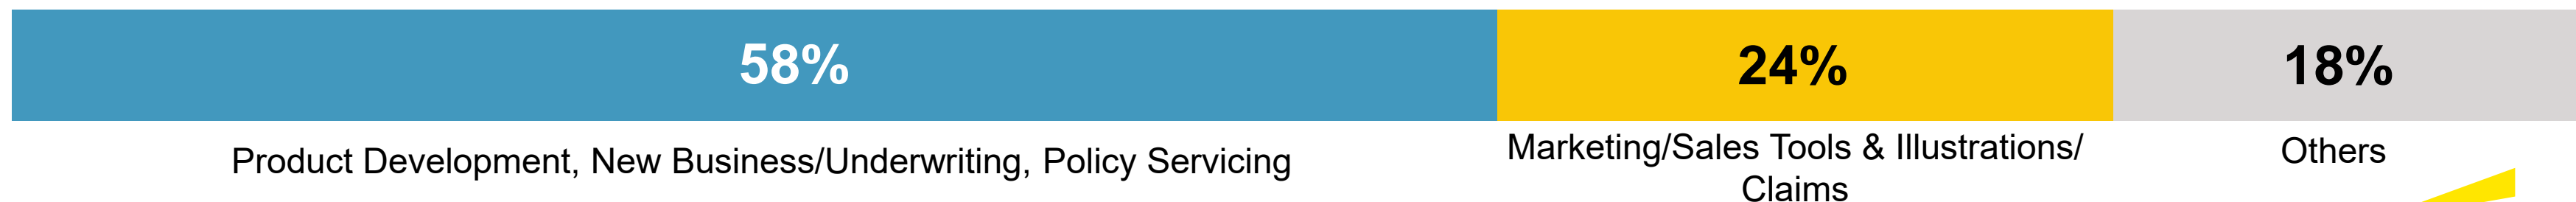 58%
24%
18%
Product Development, New Business/Underwriting, Policy Servicing
Marketing/Sales Tools & Illustrations/
Claims
Others